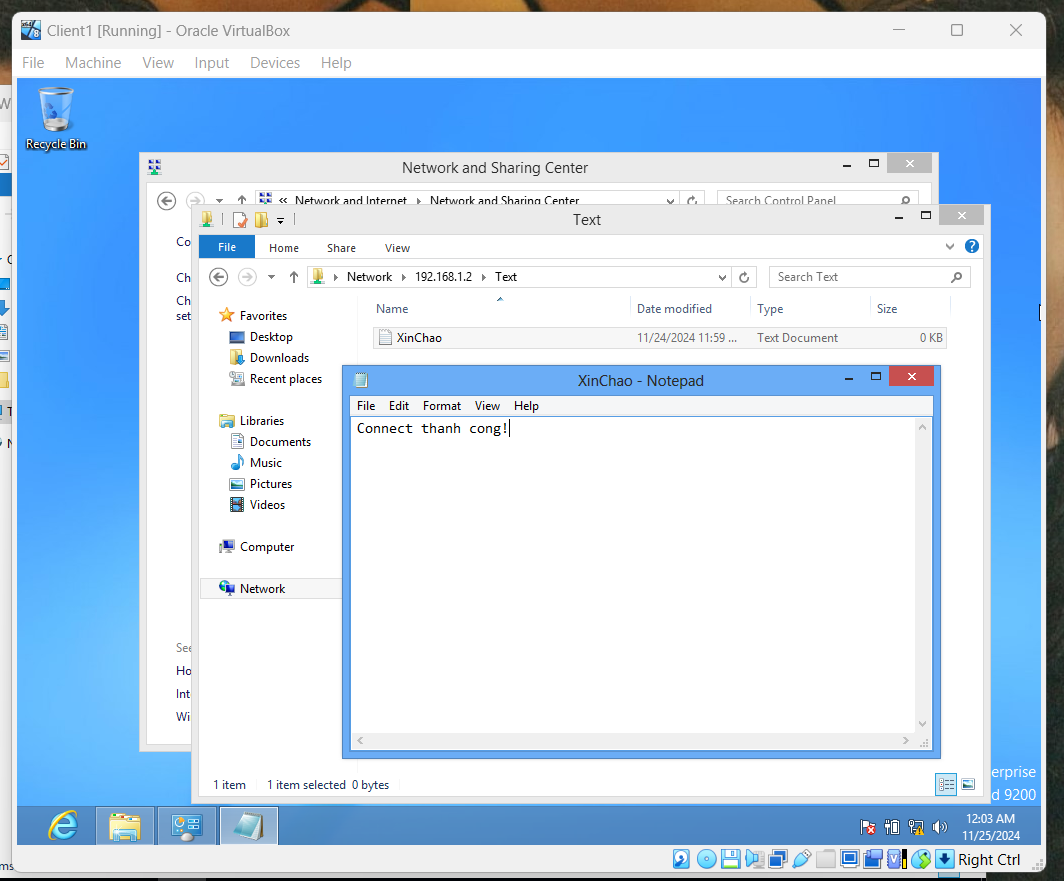 Client1 [Running] - Oracle VirtualBox
File Machine View Input Devices Help
Recycle Bin
Network and Sharing Center
« Network and Internet Network and Sharing Center Search Control Panel
Text
File Home Share View
Network 192.168.1.2 Text Search Text
Name Date modified Type Size
XinChao 11/24/2024 11:59 ... Text Document 0 KB
Favorites
Desktop
Downloads
Recent places
Libraries
Documents
Music
Pictures
Videos
Computer
Network
XinChao - Notepad
File Edit Format View Help
Connect thanh cong!
Co
Ch
Ch
set
See
Ho
Int
Wi
1 item 1 item selected 0 bytes
erprise
d 9200
12:03 AM
11/25/2024
Right Ctrl